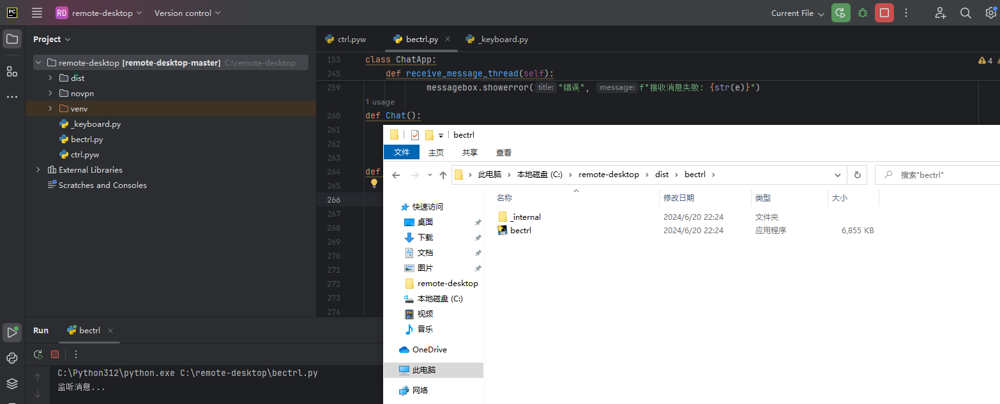 PC RD remote-desktop Version control Current File
Project
remote-desktop [remote-desktop-master] C:\remote-desktop
dist
novpn
venv
_keyboard.py
bectrl.py
ctrl.pyw
External Libraries
Scratches and Consoles
ctrl.pyw bectrl.py _keyboard.py
153 class ChatApp: 4
245 def receive_message_thread(self):
259 messagebox.showerror( title: "错误", message: f"接收消息失败: {str(e)}")
1 usage
260 def Chat():
261
262
263
264 def
265
266
267
268
269
270
271
272
273
274
bectrl
文件 主页 共享 查看
此电脑 本地磁盘 (C:) remote-desktop dist bectrl 搜索"bectrl"
名称 修改日期 类型 大小
_internal 2024/6/20 22:24 文件夹
bectrl 2024/6/20 22:24 应用程序 6,855 KB
快速访问
桌面
下载
文档
图片
remote-desktop
本地磁盘 (C:)
视频
音乐
OneDrive
此电脑
网络
Run bectrl
C:\Python312\python.exe C:\remote-desktop\bectrl.py
监听消息...